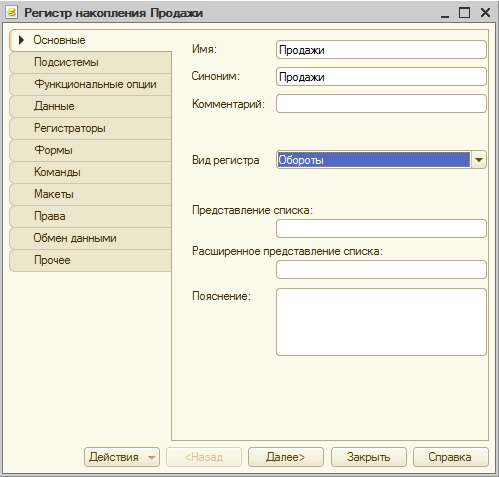 Регистр накопления Продажи
Основные
Подсистемы
Функциональные опции
Данные
Регистраторы
Формы
Команды
Макеты
Права
Обмен данными
Прочее
Имя: Продажи
Синоним: Продажи
Комментарий:
Вид регистра Обороты
Представление списка:
Расширенное представление списка:
Пояснение:
Действия <Назад Далее> Закрыть Справка